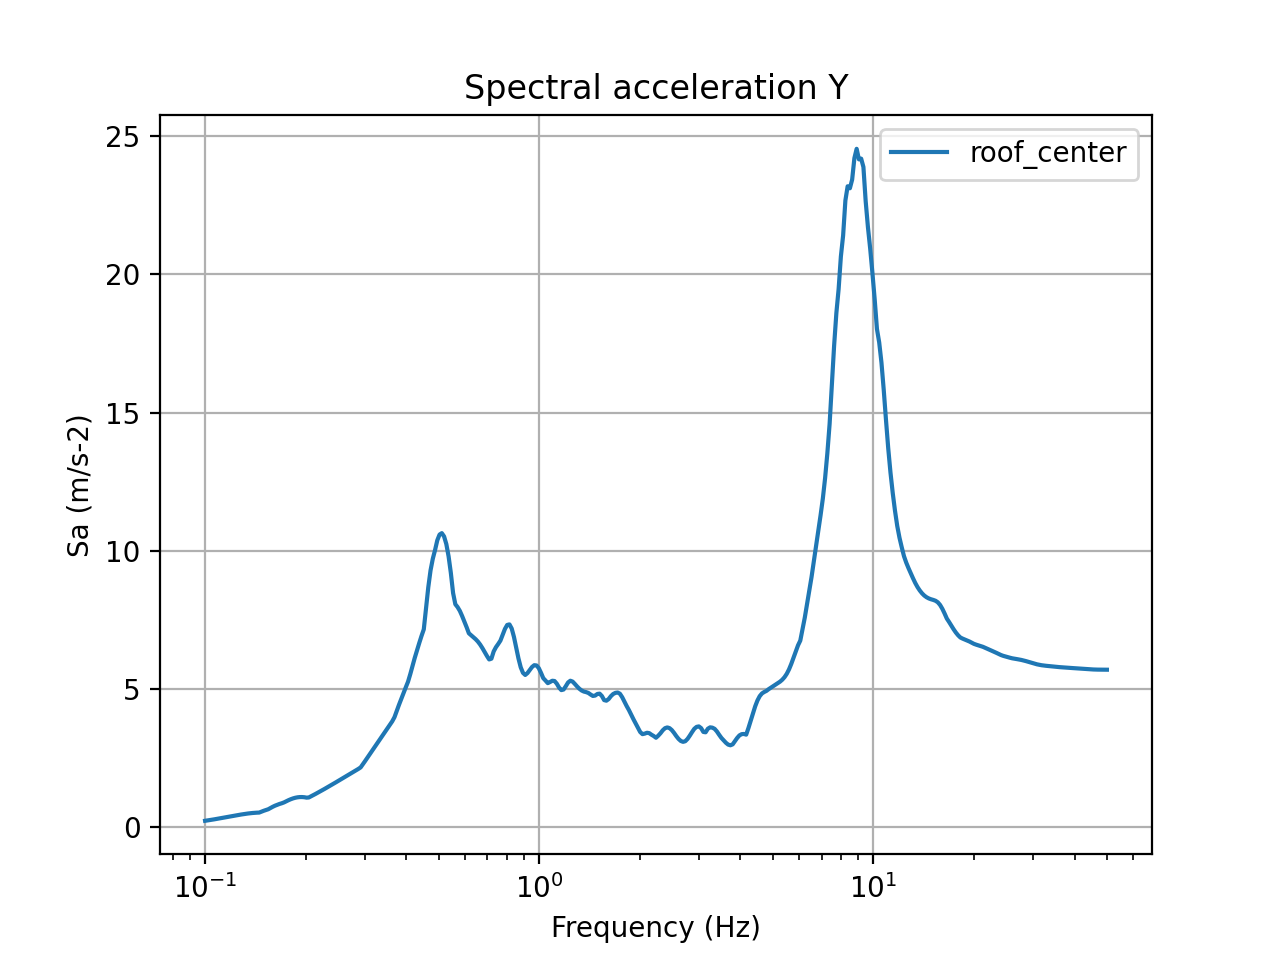 Spectral acceleration Y
roof_center
Sa (m/s-2)
25
20
15
10
5
0
10⁻¹
10⁰
10¹
Frequency (Hz)